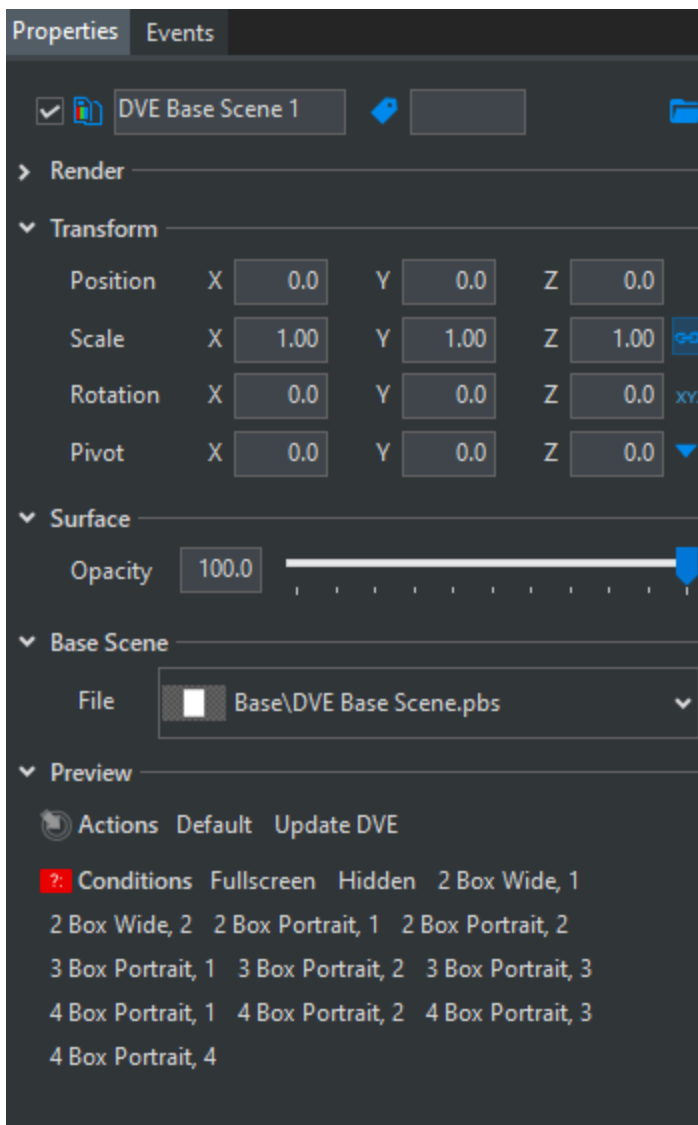 Properties Events
DVE Base Scene 1
Render
Transform
Position X 0.0 Y 0.0 Z 0.0
Scale X 1.00 Y 1.00 Z 1.00
Rotation X 0.0 Y 0.0 Z 0.0 XY
Pivot X 0.0 Y 0.0 Z 0.0
Surface
Opacity 100.0
Base Scene
File Base\DVE Base Scene.pbs
Preview
Actions Default Update DVE
?: Conditions Fullscreen Hidden 2 Box Wide, 1
2 Box Wide, 2 2 Box Portrait, 1 2 Box Portrait, 2
3 Box Portrait, 1 3 Box Portrait, 2 3 Box Portrait, 3
4 Box Portrait, 1 4 Box Portrait, 2 4 Box Portrait, 3
4 Box Portrait, 4